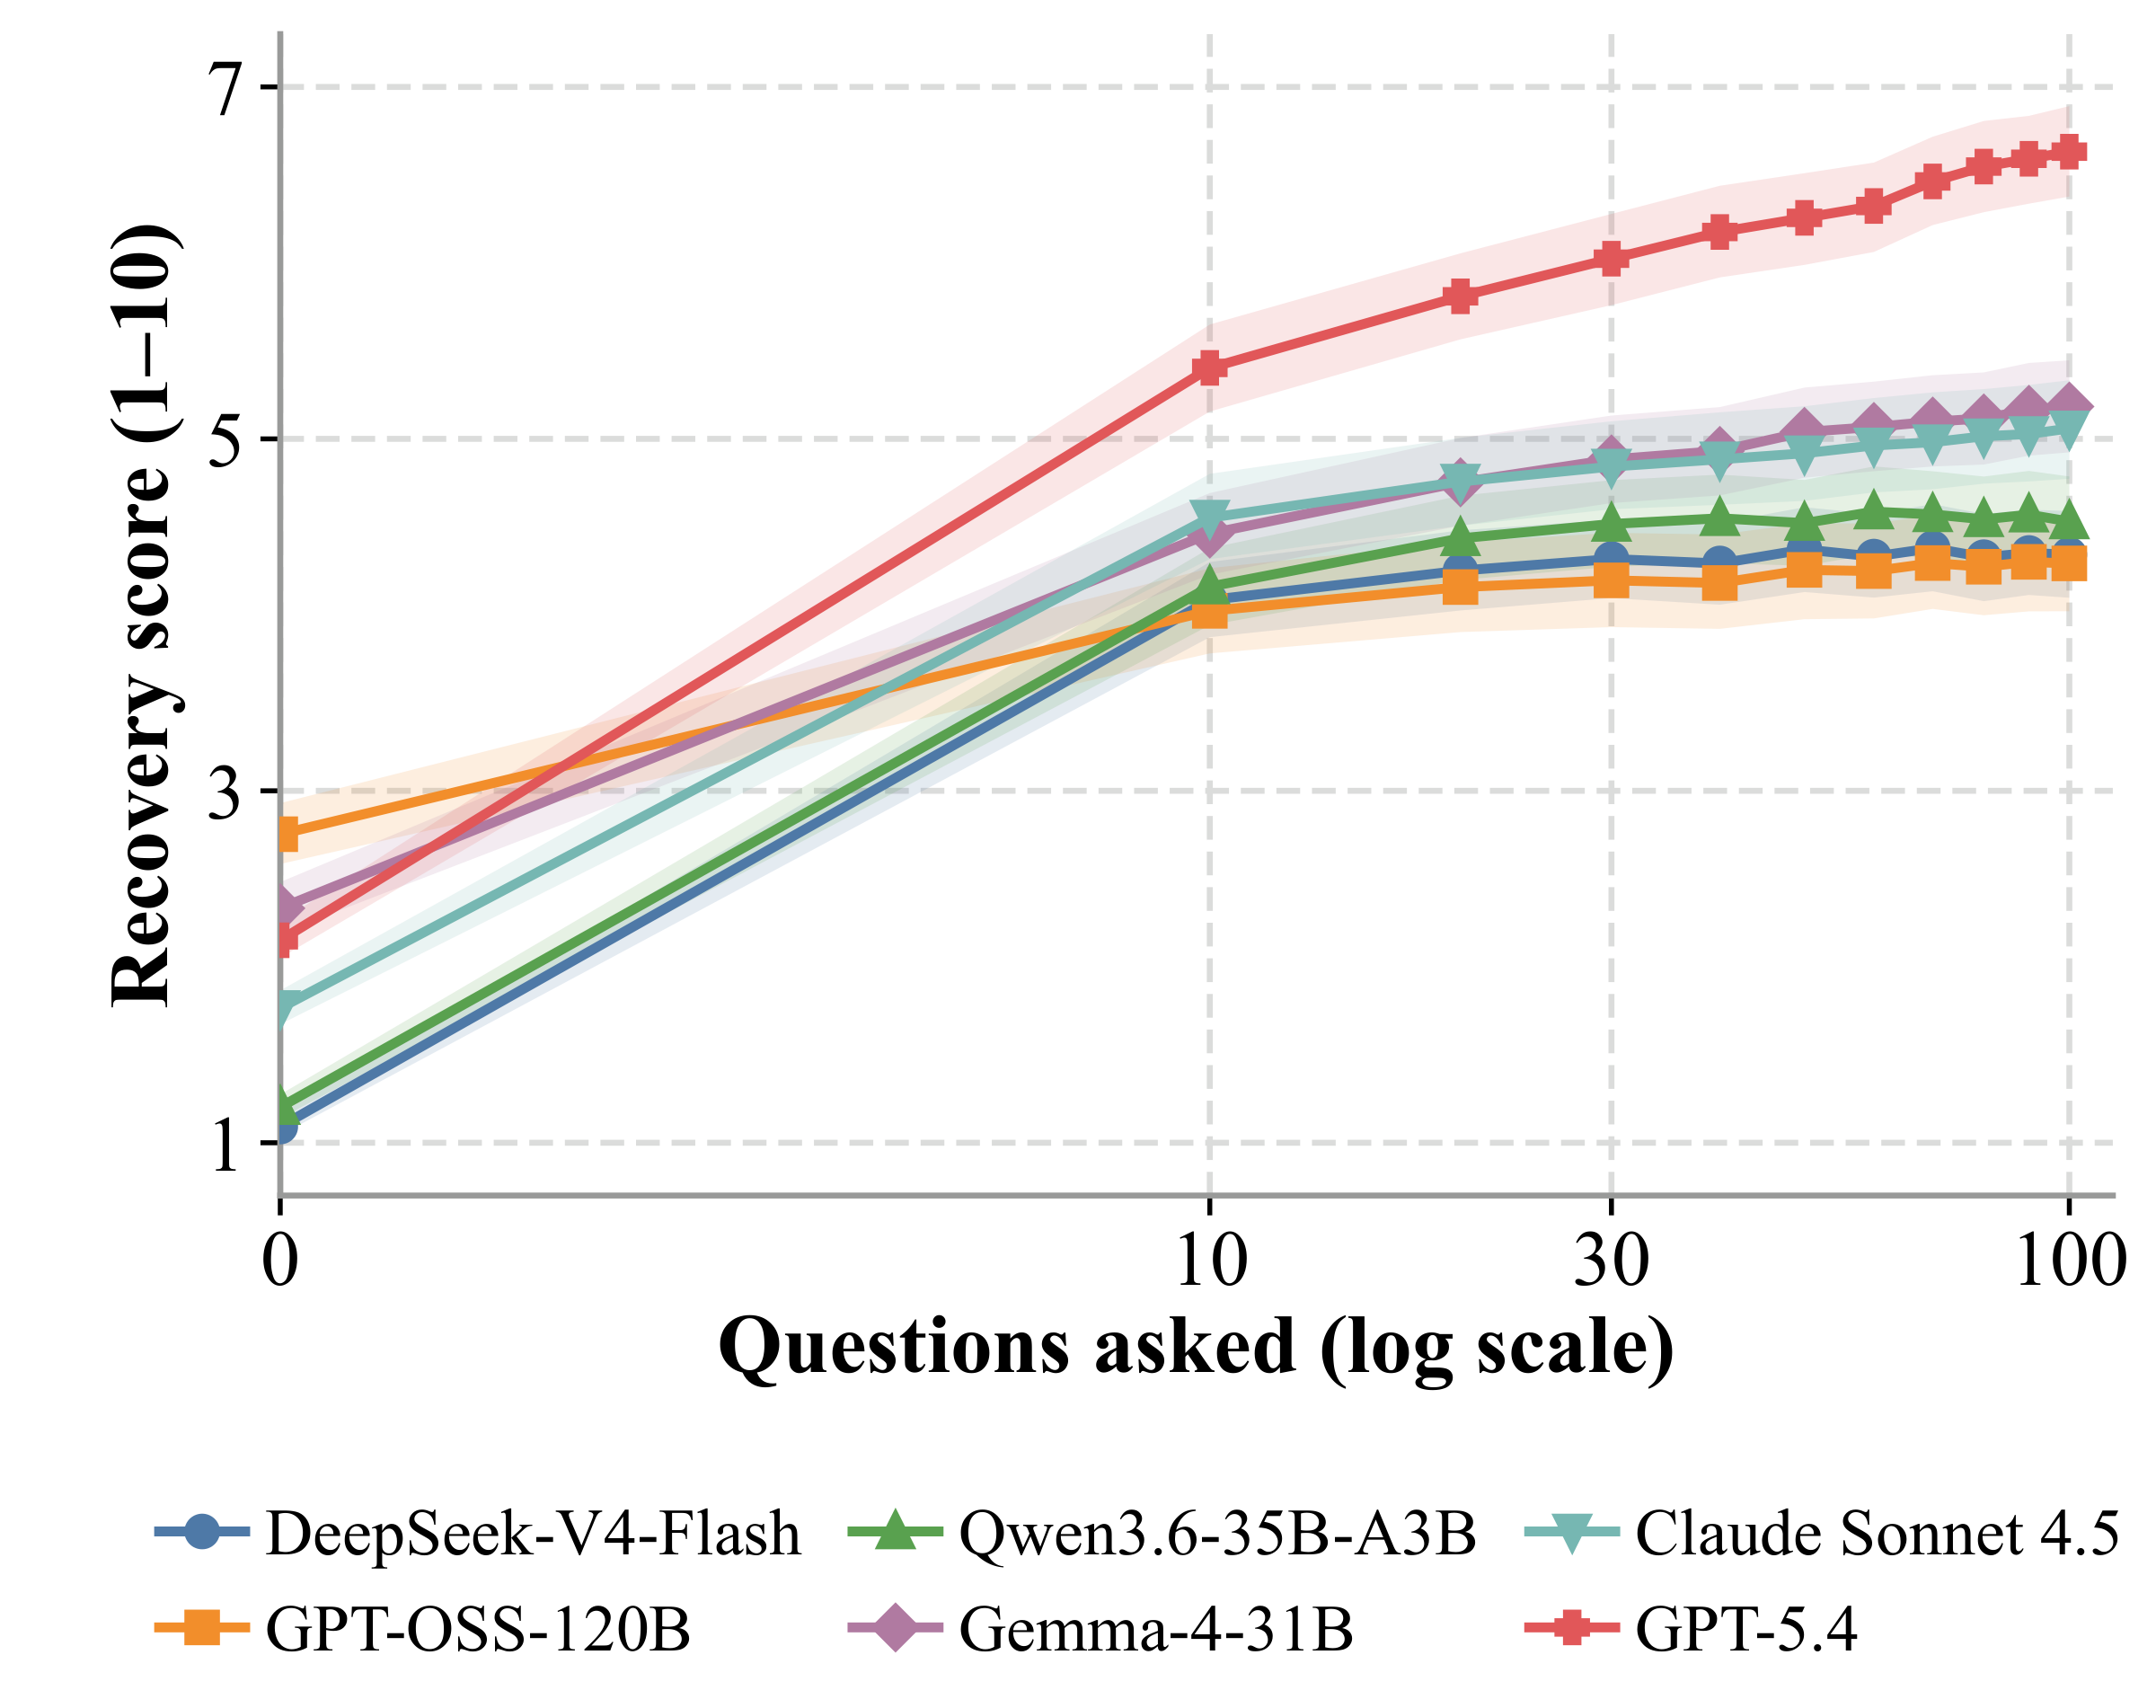 7
5
3
1
Recovery score (1–10)
0 10 30 100
Questions asked (log scale)
DeepSeek-V4-Flash Qwen3.6-35B-A3B Claude Sonnet 4.5
GPT-OSS-120B Gemma-4-31B GPT-5.4